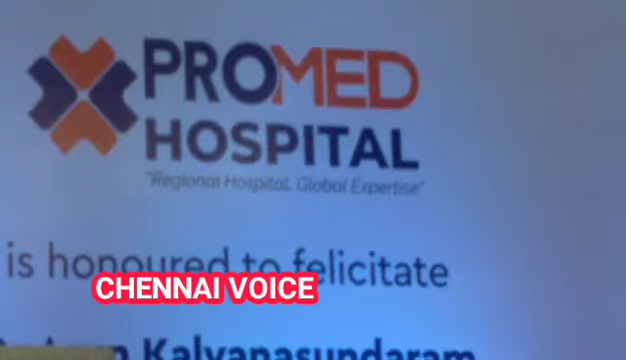 PROMED
HOSPITAL
"Regional Hospital, Global Expertise"
is honoured to felicitate
CHENNAI VOICE
Kalyanasundaram